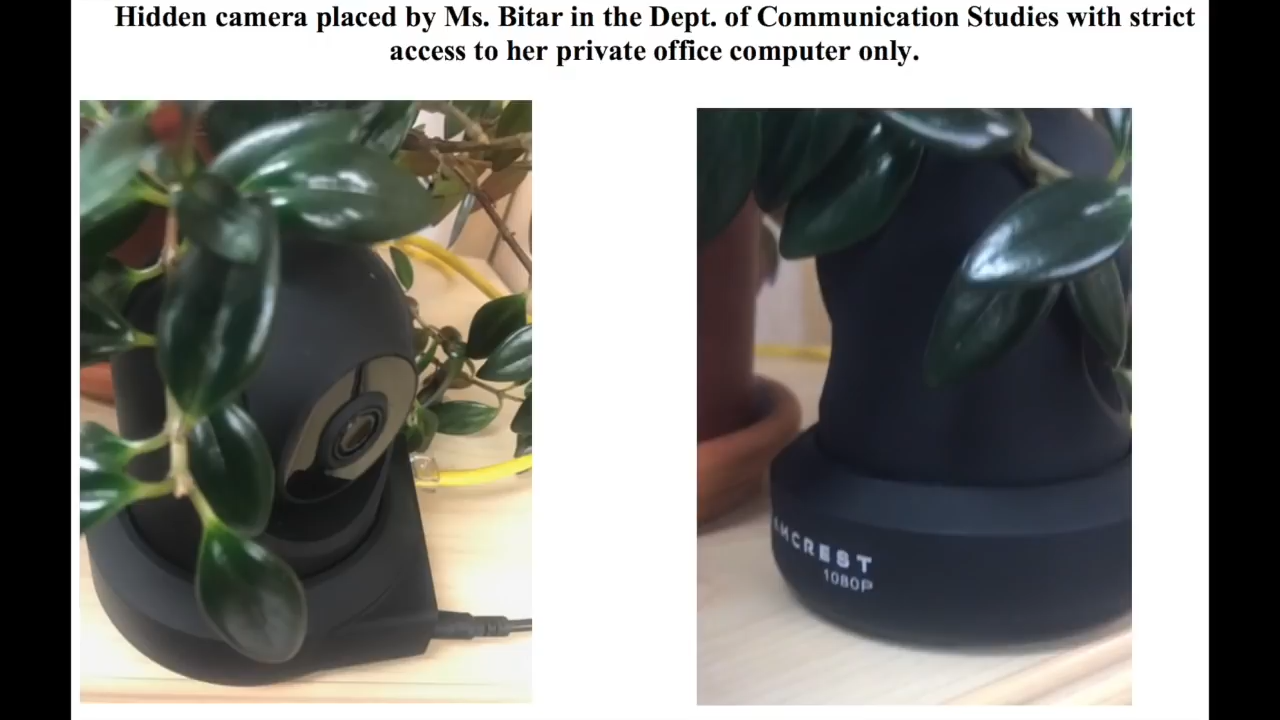 Hidden camera placed by Ms. Bitar in the Dept. of Communication Studies with strict
access to her private office computer only.
AMCREST
1080P